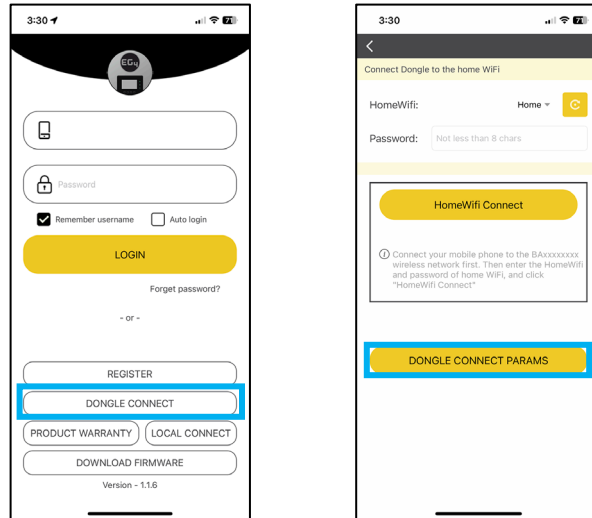 3:30
70
EG4
Password
Remember username
Auto login
LOGIN
Forget password?
- or -
REGISTER
DONGLE CONNECT
PRODUCT WARRANTY
LOCAL CONNECT
DOWNLOAD FIRMWARE
Version - 1.1.6
3:30
70
Connect Dongle to the home WiFi
HomeWifi:
Home
Password:
Not less than 8 chars
HomeWifi Connect
Connect your mobile phone to the BAxxxxxxxx
wireless network first. Then enter the HomeWifi
and password of home WiFi, and click
"HomeWifi Connect"
DONGLE CONNECT PARAMS